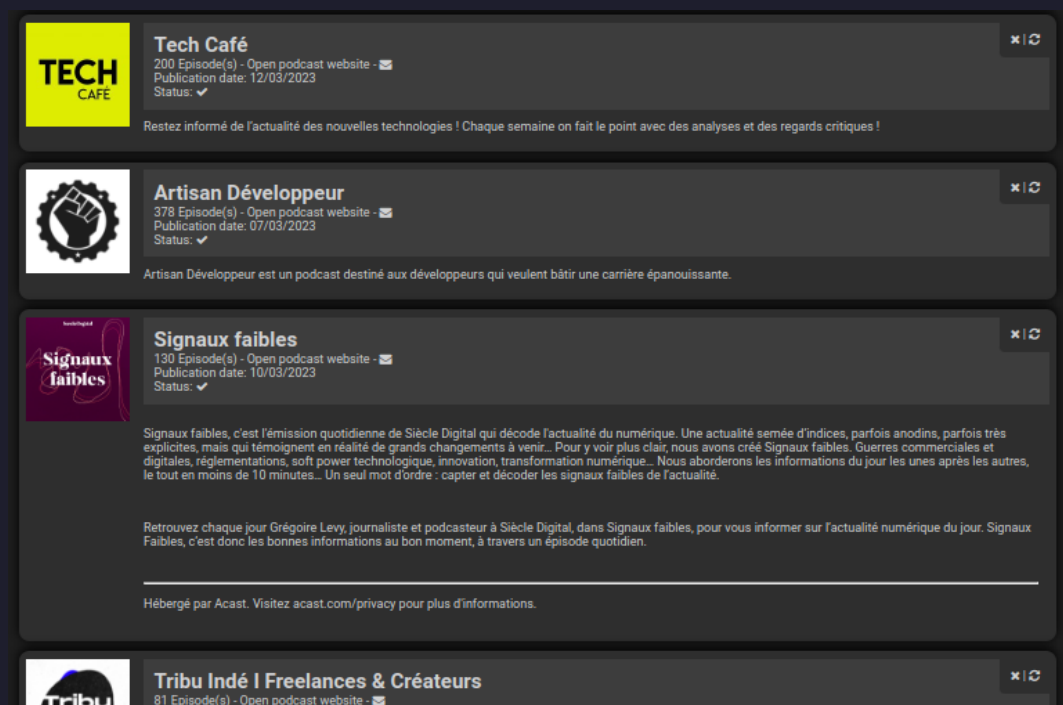 TECH
CAFÉ
Tech Café
200 Episode(s) - Open podcast website -
Publication date: 12/03/2023
Status:
Restez informé de l'actualité des nouvelles technologies ! Chaque semaine on fait le point avec des analyses et des regards critiques !
Artisan Développeur
378 Episode(s) - Open podcast website -
Publication date: 07/03/2023
Status:
Artisan Développeur est un podcast destiné aux développeurs qui veulent bâtir une carrière épanouissante.
Signaux
faibles
Signaux faibles
130 Episode(s) - Open podcast website -
Publication date: 10/03/2023
Status:
Signaux faibles, c'est l'émission quotidienne de Siècle Digital qui décode l'actualité du numérique. Une actualité semée d'indices, parfois anodins, parfois très
explicites, mais qui témoignent en réalité de grands changements à venir… Pour y voir plus clair, nous avons créé Signaux faibles. Guerres commerciales et
digitales, réglementations, soft power technologique, innovation, transformation numérique… Nous aborderons les informations du jour les unes après les autres,
le tout en moins de 10 minutes… Un seul mot d'ordre : capter et décoder les signaux faibles de l'actualité.
Retrouvez chaque jour Grégoire Levy, journaliste et podcasteur à Siècle Digital, dans Signaux faibles, pour vous informer sur l'actualité numérique du jour. Signaux
Faibles, c'est donc les bonnes informations au bon moment, à travers un épisode quotidien.
Hébergé par Acast. Visitez acast.com/privacy pour plus d'informations.
Tribu
Tribu Indé I Freelances & Créateurs
81 Episode(s) - Open podcast website -